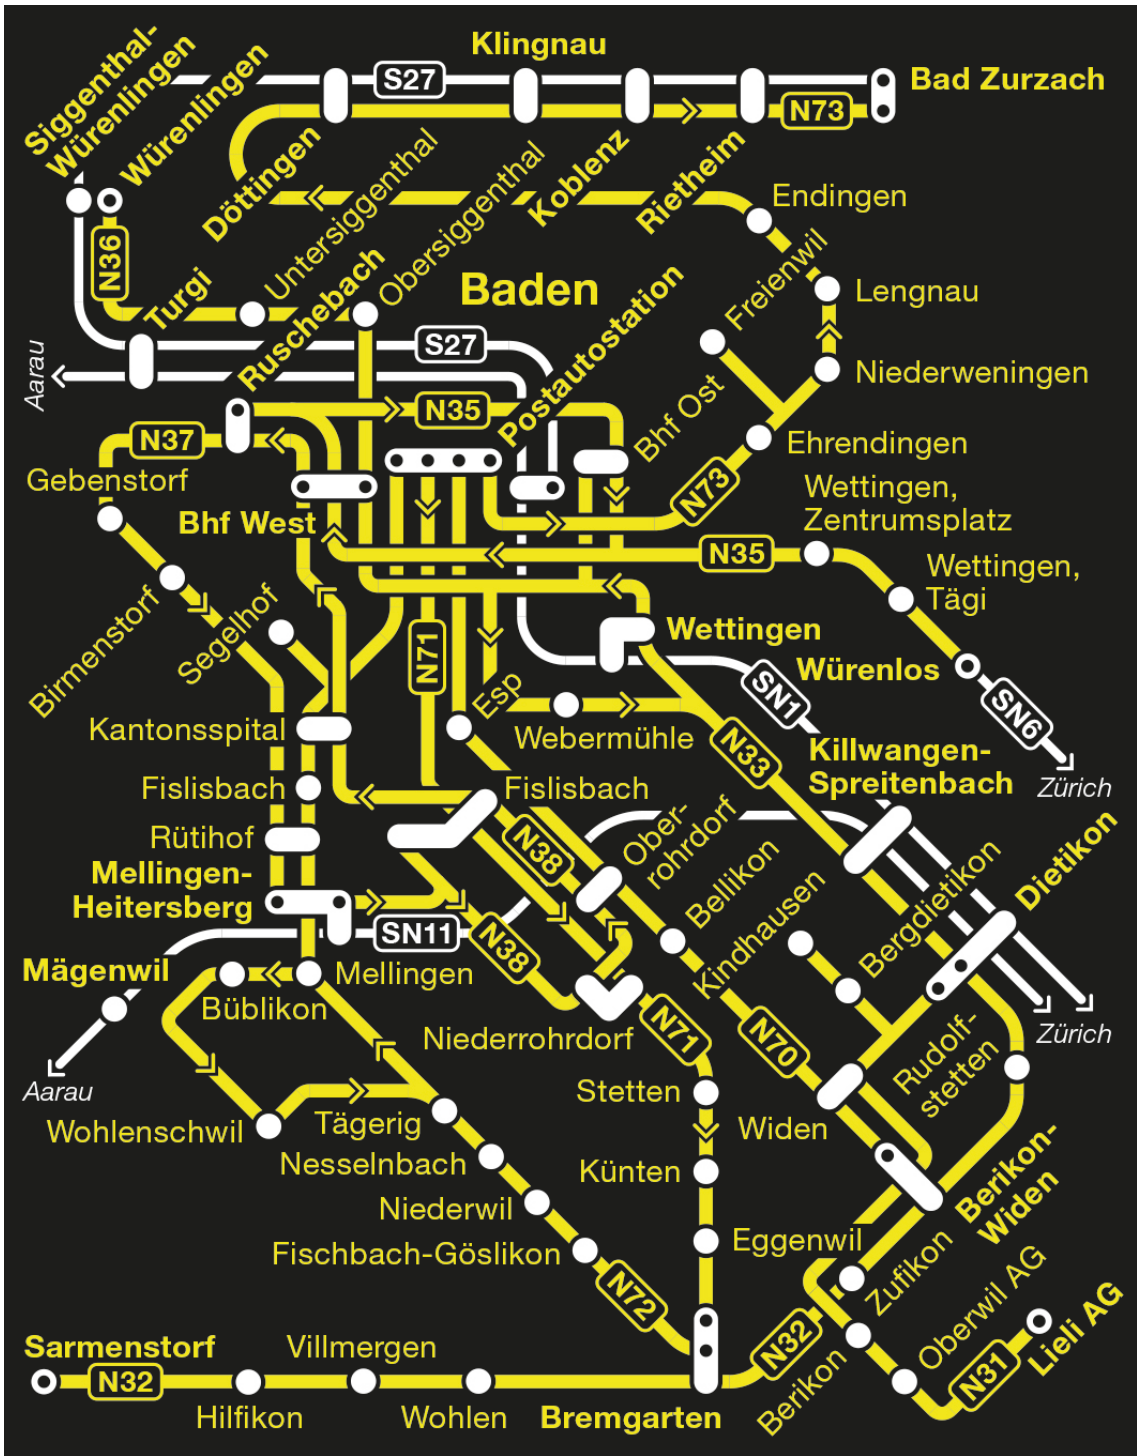 Klingnau
Siggenthal-
Würenlingen
Würenlingen
S27
Bad Zurzach
N73
Döttingen
Untersiggenthal
Obersiggenthal
Koblenz
Rietheim
Endingen
N36
Turgi
Ruschebach
Baden
Postautostation
Freienwil
Lengnau
S27
Aarau
Niederweningen
N35
Bhf Ost
N37
Ehrendingen
Gebenstorf
N73
Wettingen,
Zentrumsplatz
Bhf West
N35
Wettingen,
Tägi
Birmenstorf
Segelhof
N71
Wettingen
Würenlos
Esp
SN1
SN6
Kantonsspital
Webermühle
N33
Killwangen-
Spreitenbach
Zürich
Fislisbach
Fislisbach
Rütihof
N38
Ober-
rohrdorf
Mellingen-
Heitersberg
Bellikon
Kindhausen
Bergdietikon
Dietikon
SN11
N38
Mägenwil
Mellingen
Büblikon
Niederrohrdorf
N71
N70
Rudolf-
stetten
Zürich
Aarau
Stetten
Wohlenschwil
Tägerig
Widen
Nesselnbach
Künten
Berikon-
Widen
Niederwil
Fischbach-Göslikon
Eggenwil
Zufikon
N72
Oberwil AG
Lieli AG
Sarmenstorf
Villmergen
N32
N32
N31
Berikon
Hilfikon
Wohlen
Bremgarten